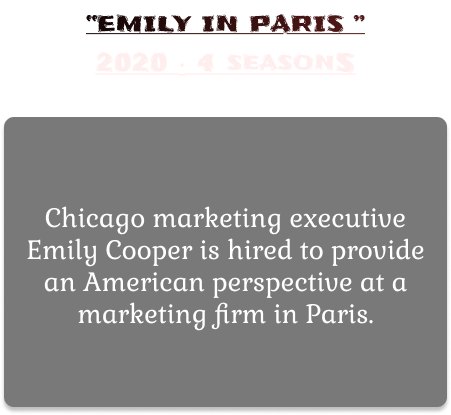 “EMILY IN PARIS ”
2020 - 4 SEASONS
Chicago marketing executive
Emily Cooper is hired to provide
an American perspective at a
marketing firm in Paris.